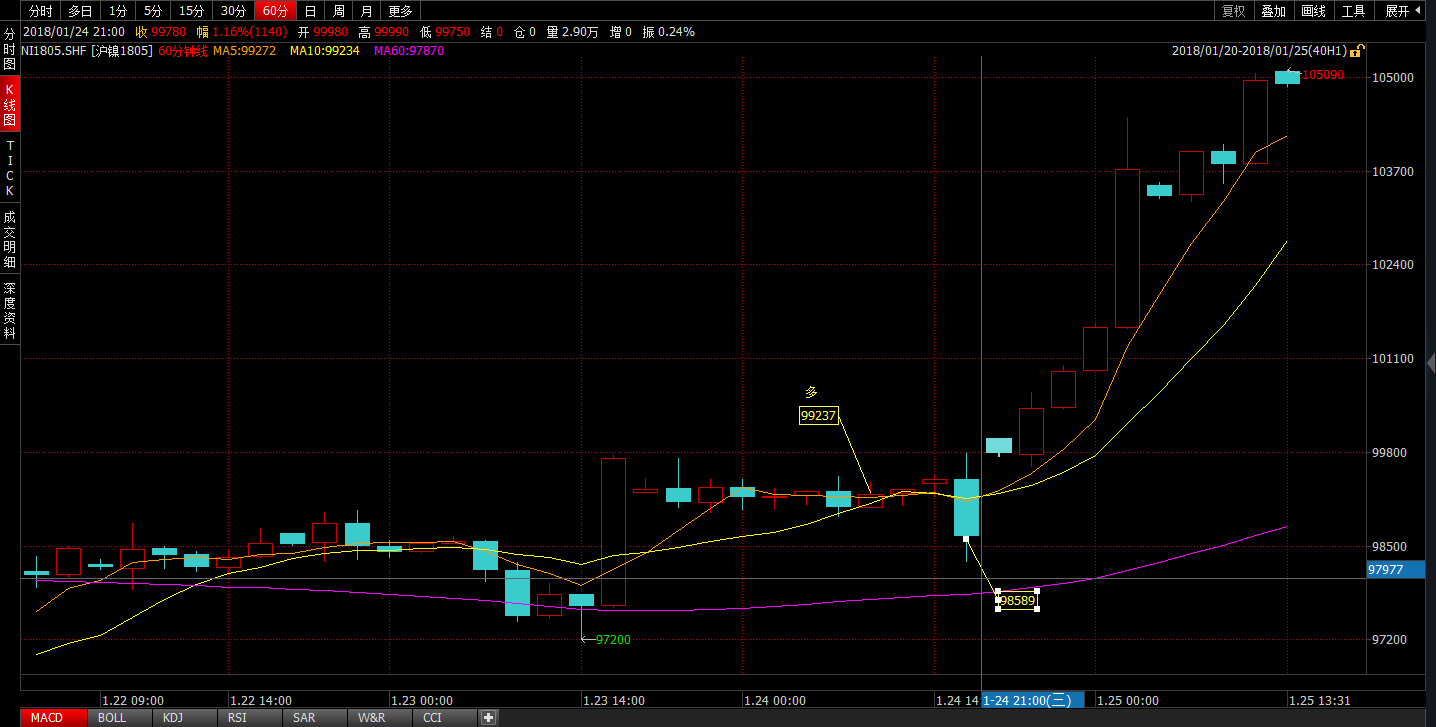 分时 多日 1分 5分 15分 30分 60分 日 周 月 更多 复权 叠加 画线 工具 展开
2018/01/24 21:00 收 99780 幅 1.16%(1140) 开 99980 高 99990 低 99750 结 0 仓 0 量 2.90万 增 0 振 0.24%
NI1805.SHF [沪镍1805] 60分钟线 MA5:99272 MA10:99234 MA60:97870 2018/01/20-2018/01/25(40H1)
分时图
K线图
TICK
成交明细
深度资料
105090
105000
103700
102400
101100
多
99237
99800
98500
97977
98589
97200
97200
1.22 09:00 1.22 14:00 1.23 00:00 1.23 14:00 1.24 00:00 1.24 14 1-24 21:00(三) 1.25 00:00 1.25 13:31
MACD BOLL KDJ RSI SAR W&R CCI